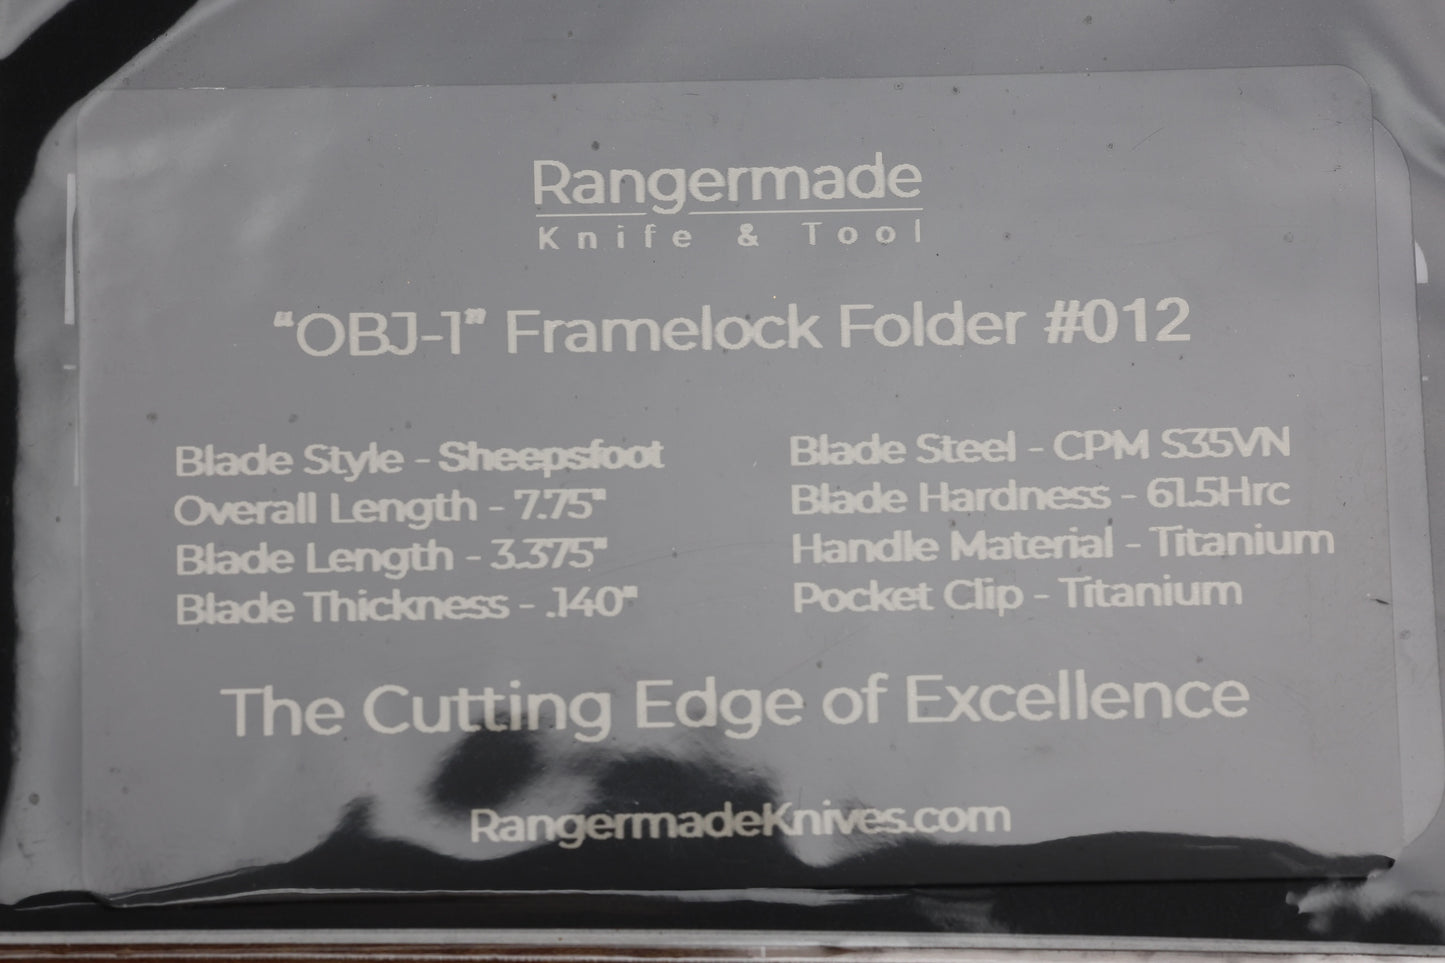 Rangermade
Knife & Tool
“OBJ-1” Framelock Folder #012
Blade Style - Sheepsfoot
Overall Length - 7.75"
Blade Length - 3.375"
Blade Thickness - .140"
Blade Steel - CPM S35VN
Blade Hardness - 61.5Hrc
Handle Material - Titanium
Pocket Clip - Titanium
The Cutting Edge of Excellence
RangermadeKnives.com